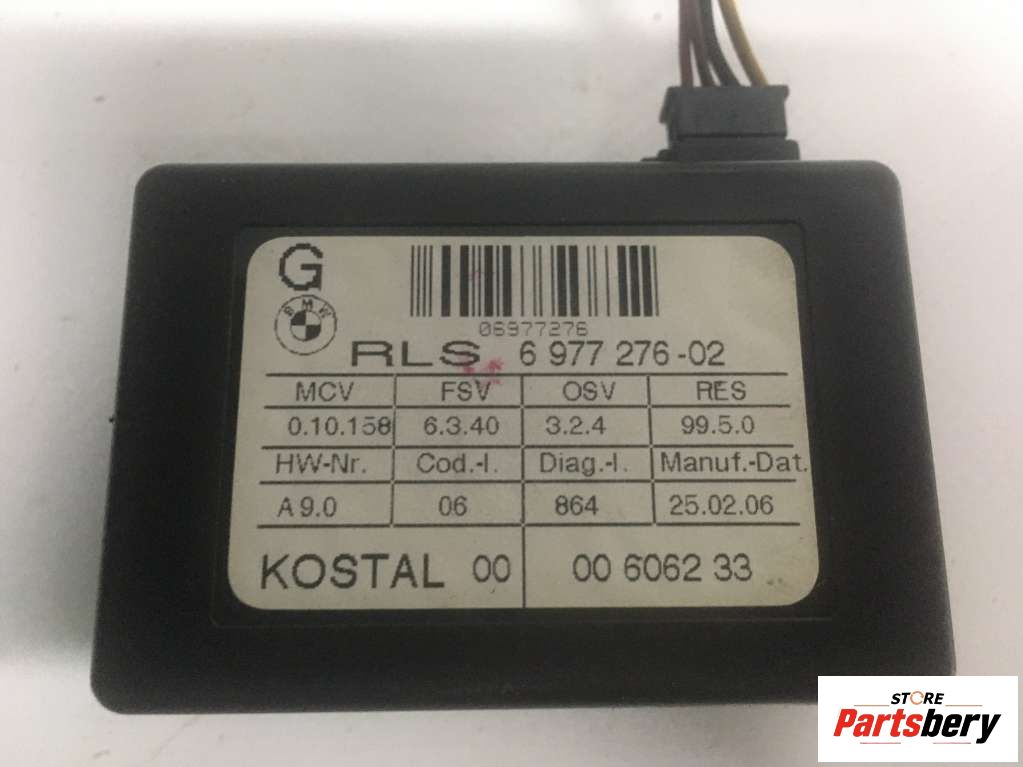 G
BMW
06977276
RLS 6 977 276-02
MCV FSV OSV RES
0.10.158 6.3.40 3.2.4 99.5.0
HW-Nr. Cod.-I. Diag.-I. Manuf.-Dat.
A 9.0 06 864 25.02.06
KOSTAL 00 00 6062 33
STORE
Partsbery